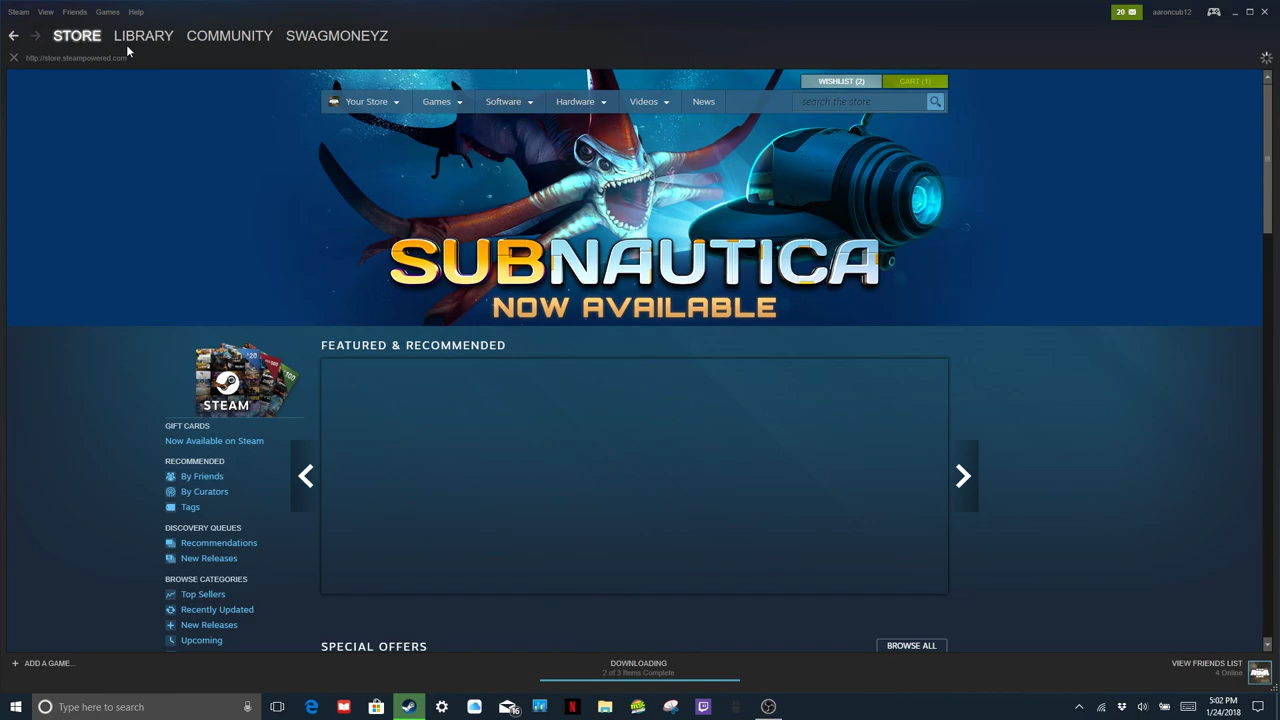 Steam View Friends Games Help
20 aaroncub12
STORE LIBRARY COMMUNITY SWAGMONEYZ
http://store.steampowered.com
WISHLIST (2) CART (1)
Your Store Games Software Hardware Videos News search the store
SUBNAUTICA
NOW AVAILABLE
FEATURED & RECOMMENDED
STEAM
GIFT CARDS
Now Available on Steam
RECOMMENDED
By Friends
By Curators
Tags
DISCOVERY QUEUES
Recommendations
New Releases
BROWSE CATEGORIES
Top Sellers
Recently Updated
New Releases
Upcoming
SPECIAL OFFERS
BROWSE ALL
+ ADD A GAME...
DOWNLOADING
2 of 3 Items Complete
VIEW FRIENDS LIST
4 Online
Type here to search
16
5:02 PM
1/24/2018